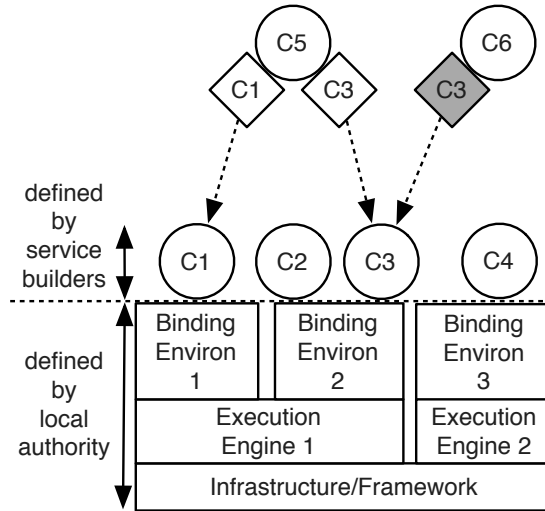 C5
C6
C1
C3
C3
defined
by
service
builders
C1
C2
C3
C4
defined
by
local
authority
Binding
Environ
1
Binding
Environ
2
Binding
Environ
3
Execution
Engine 1
Execution
Engine 2
Infrastructure/Framework